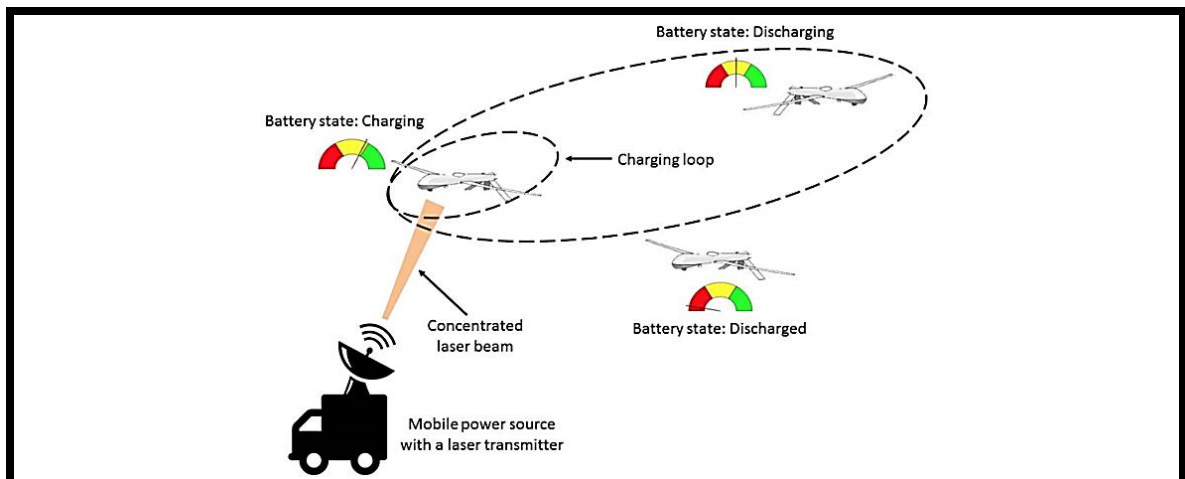 Battery state: Discharging
Battery state: Charging
Charging loop
Battery state: Discharged
Concentrated
laser beam
Mobile power source
with a laser transmitter